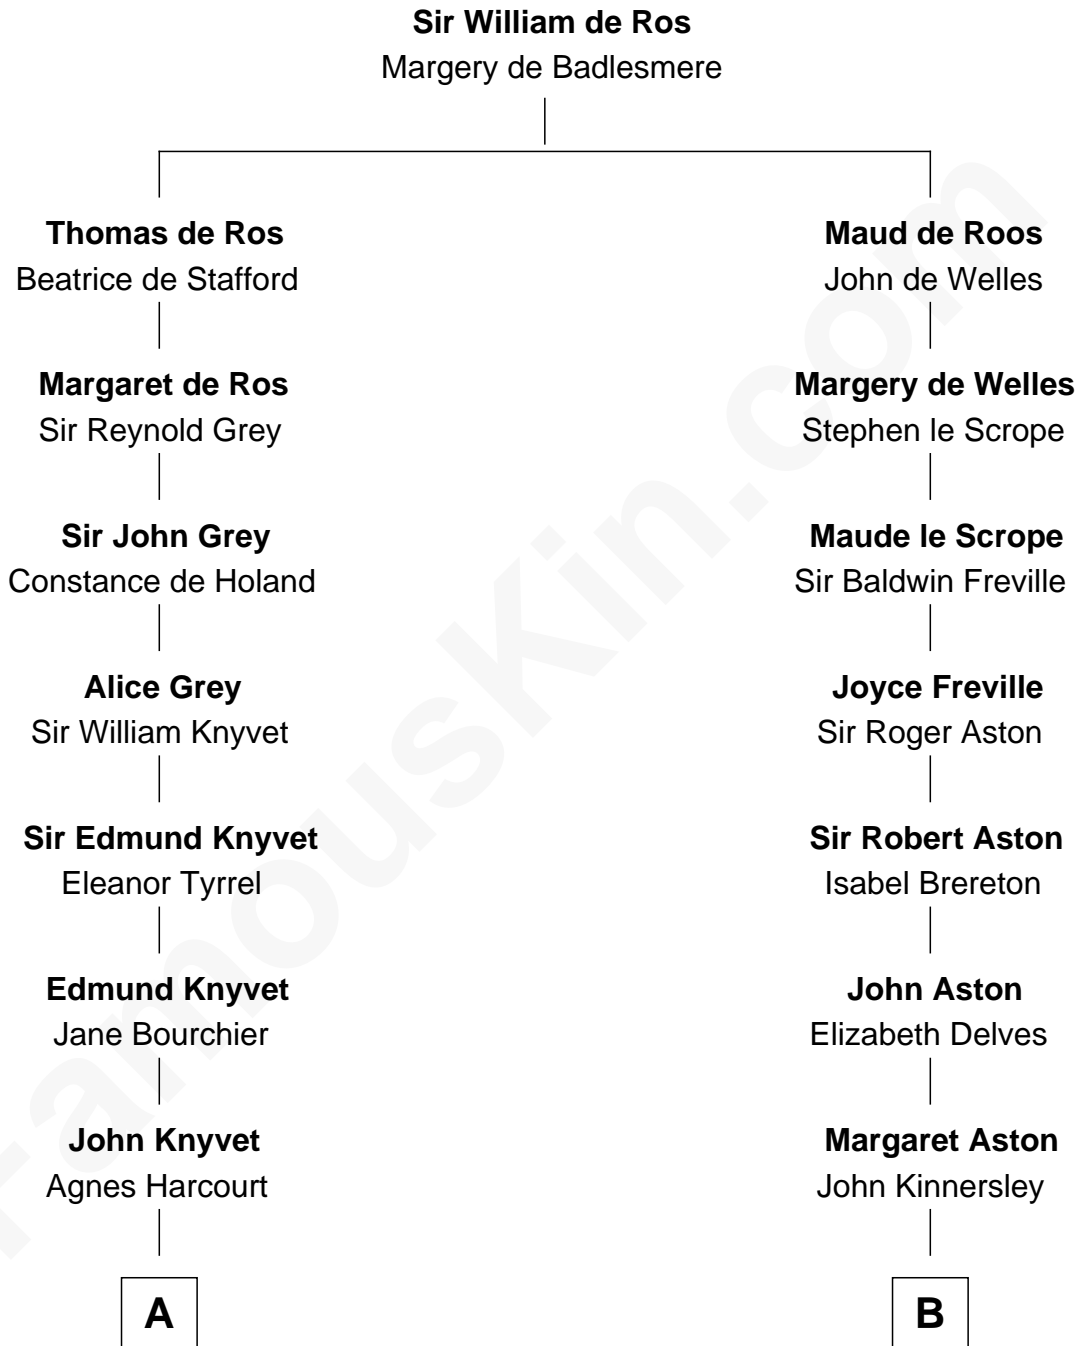 Sir William de Ros
Margery de Badlesmere
Thomas de Ros
Beatrice de Stafford
Maud de Roos
John de Welles
Margaret de Ros
Sir Reynold Grey
Margery de Welles
Stephen le Scrope
Sir John Grey
Constance de Holand
Maude le Scrope
Sir Baldwin Freville
Alice Grey
Sir William Knyvet
Joyce Freville
Sir Roger Aston
Sir Edmund Knyvet
Eleanor Tyrrel
Sir Robert Aston
Isabel Brereton
Edmund Knyvet
Jane Bourchier
John Aston
Elizabeth Delves
John Knyvet
Agnes Harcourt
Margaret Aston
John Kinnersley
A
B
FamousKin.com